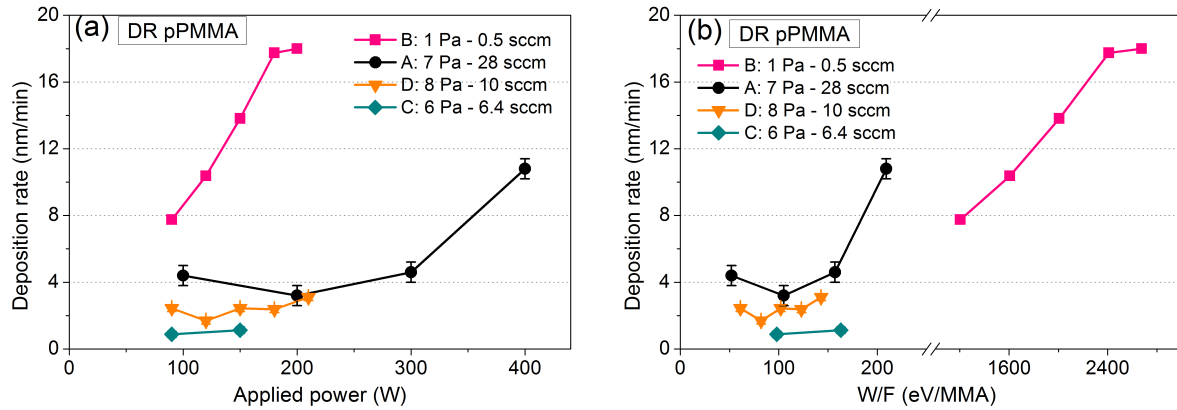 (a)
DR pPMMA
B: 1 Pa - 0.5 sccm
A: 7 Pa - 28 sccm
D: 8 Pa - 10 sccm
C: 6 Pa - 6.4 sccm
Deposition rate (nm/min)
20
16
12
8
4
0
0
100
200
300
400
Applied power (W)
(b)
DR pPMMA
B: 1 Pa - 0.5 sccm
A: 7 Pa - 28 sccm
D: 8 Pa - 10 sccm
C: 6 Pa - 6.4 sccm
Deposition rate (nm/min)
20
16
12
8
4
0
0
100
200
1600
2400
W/F (eV/MMA)